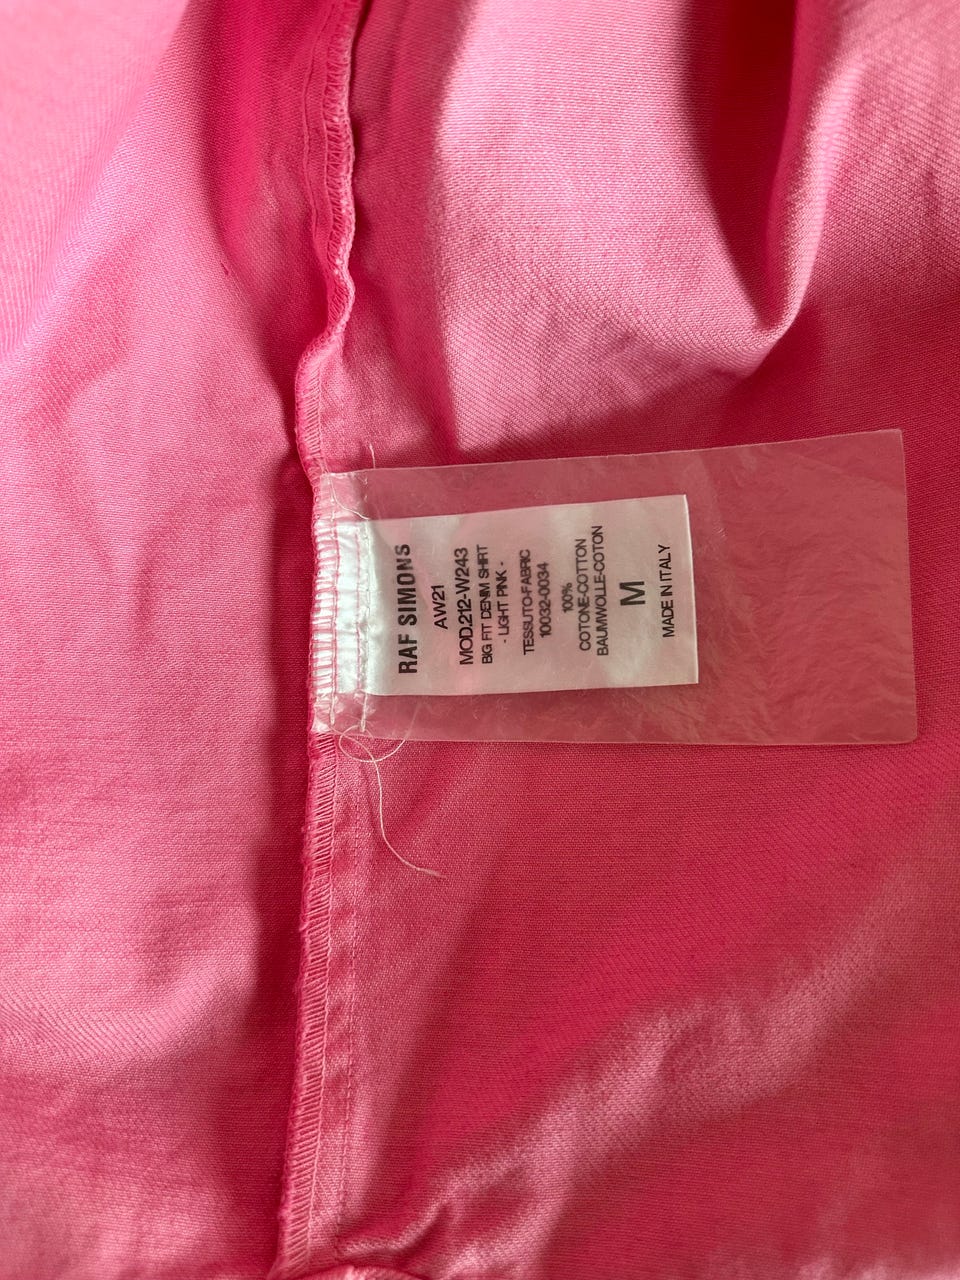 RAF SIMONS
AW21
MOD.212-W243
BIG FIT DENIM SHIRT
- LIGHT PINK -
TESSUTO-FABRIC
10032-0034
100%
COTONE-COTTON
BAUMWOLLE-COTON
M
MADE IN ITALY